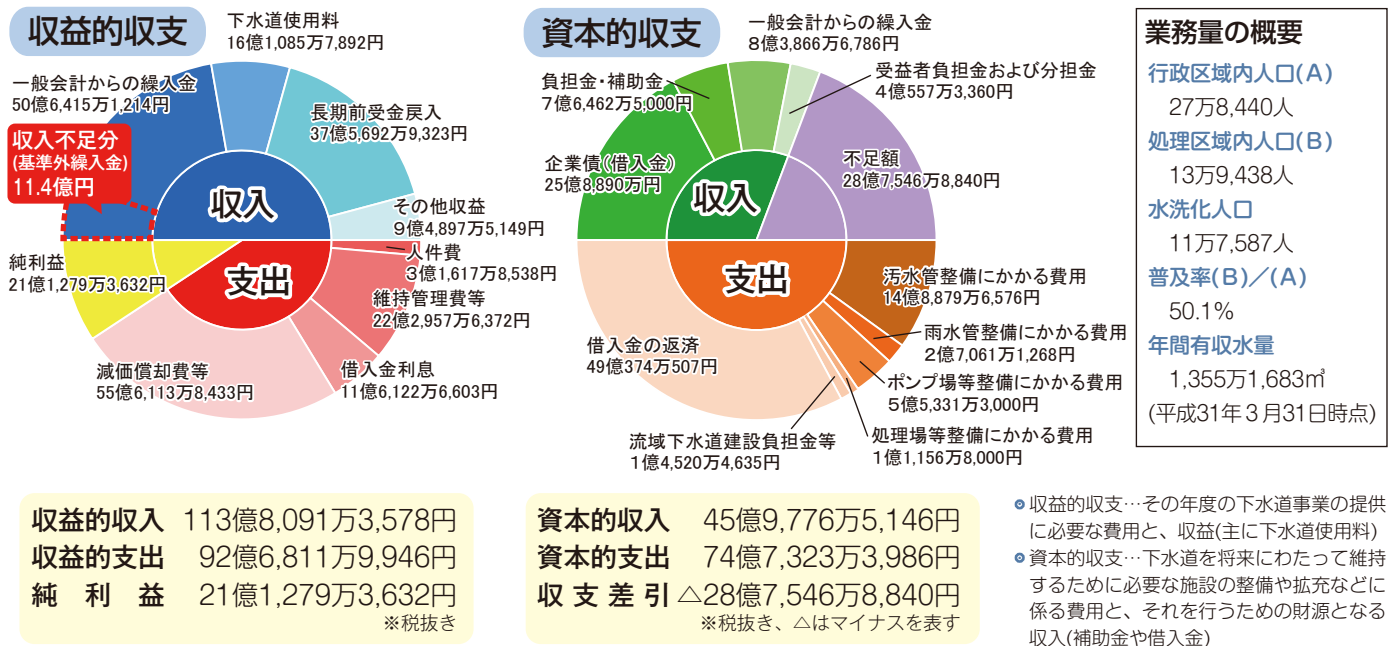 収益的収支
下水道使用料
16億1,085万7,892円
一般会計からの繰入金
50億6,415万1,214円
長期前受金戻入
37億5,692万9,323円
収入不足分
(基準外繰入金)
11.4億円
収入
その他収益
9億4,897万5,149円
人件費
3億1,617万8,538円
純利益
21億1,279万3,632円
支出
維持管理費等
22億2,957万6,372円
減価償却費等
55億6,113万8,433円
借入金利息
11億6,122万6,603円
収益的収入 113億8,091万3,578円
収益的支出 92億6,811万9,946円
純利益 21億1,279万3,632円
※税抜き
資本的収支
一般会計からの繰入金
8億3,866万6,786円
負担金・補助金
7億6,462万5,000円
受益者負担金および分担金
4億557万3,360円
企業債(借入金)
25億8,890万円
不足額
28億7,546万8,840円
収入
支出
汚水管整備にかかる費用
14億8,879万6,576円
雨水管整備にかかる費用
2億7,061万1,268円
借入金の返済
49億374万507円
ポンプ場等整備にかかる費用
5億5,331万3,000円
流域下水道建設負担金等
1億4,520万4,635円
処理場等整備にかかる費用
1億1,156万8,000円
資本的収入 45億9,776万5,146円
資本的支出 74億7,323万3,986円
収支差引 △28億7,546万8,840円
※税抜き、△はマイナスを表す
業務量の概要
行政区域内人口(A)
27万8,440人
処理区域内人口(B)
13万9,438人
水洗化人口
11万7,587人
普及率(B)/(A)
50.1%
年間有収水量
1,355万1,683㎥
(平成31年3月31日時点)
収益的収支…その年度の下水道事業の提供
に必要な費用と、収益(主に下水道使用料)
資本的収支…下水道を将来にわたって維持
するために必要な施設の整備や拡充などに
係る費用と、それを行うための財源となる
収入(補助金や借入金)